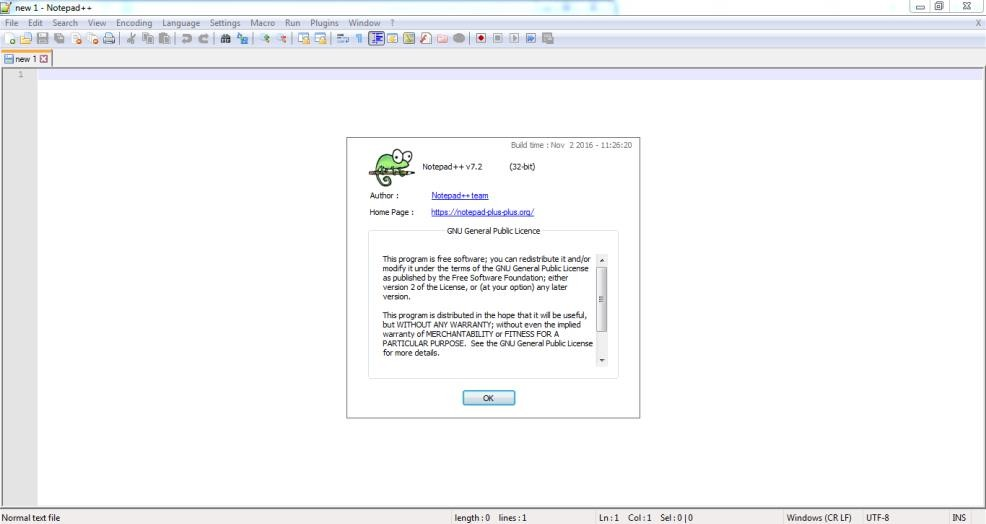 new 1 - Notepad++
File Edit Search View Encoding Language Settings Macro Run Plugins Window ? X
new 1
1
Build time : Nov 2 2016 - 11:26:20
Notepad++ v7.2 (32-bit)
Author : Notepad++ team
Home Page : https://notepad-plus-plus.org/
GNU General Public Licence
This program is free software; you can redistribute it and/or
modify it under the terms of the GNU General Public License
as published by the Free Software Foundation; either
version 2 of the License, or (at your option) any later
version.
This program is distributed in the hope that it will be useful,
but WITHOUT ANY WARRANTY; without even the implied
warranty of MERCHANTABILITY or FITNESS FOR A
PARTICULAR PURPOSE. See the GNU General Public License
for more details.
OK
Normal text file length : 0 lines : 1 Ln : 1 Col : 1 Sel : 0 | 0 Windows (CR LF) UTF-8 INS